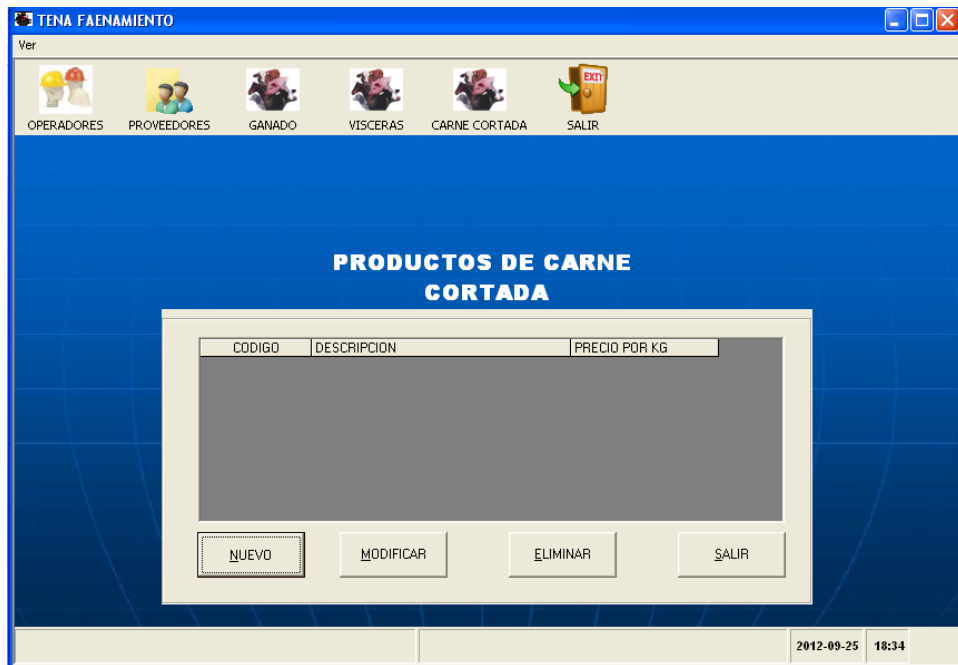 TENA FAENAMIENTO
Ver
EXIT
OPERADORES PROVEEDORES GANADO VISCERAS CARNE CORTADA SALIR
PRODUCTOS DE CARNE
CORTADA
CODIGO DESCRIPCION PRECIO POR KG
NUEVO MODIFICAR ELIMINAR SALIR
2012-09-25 18:34